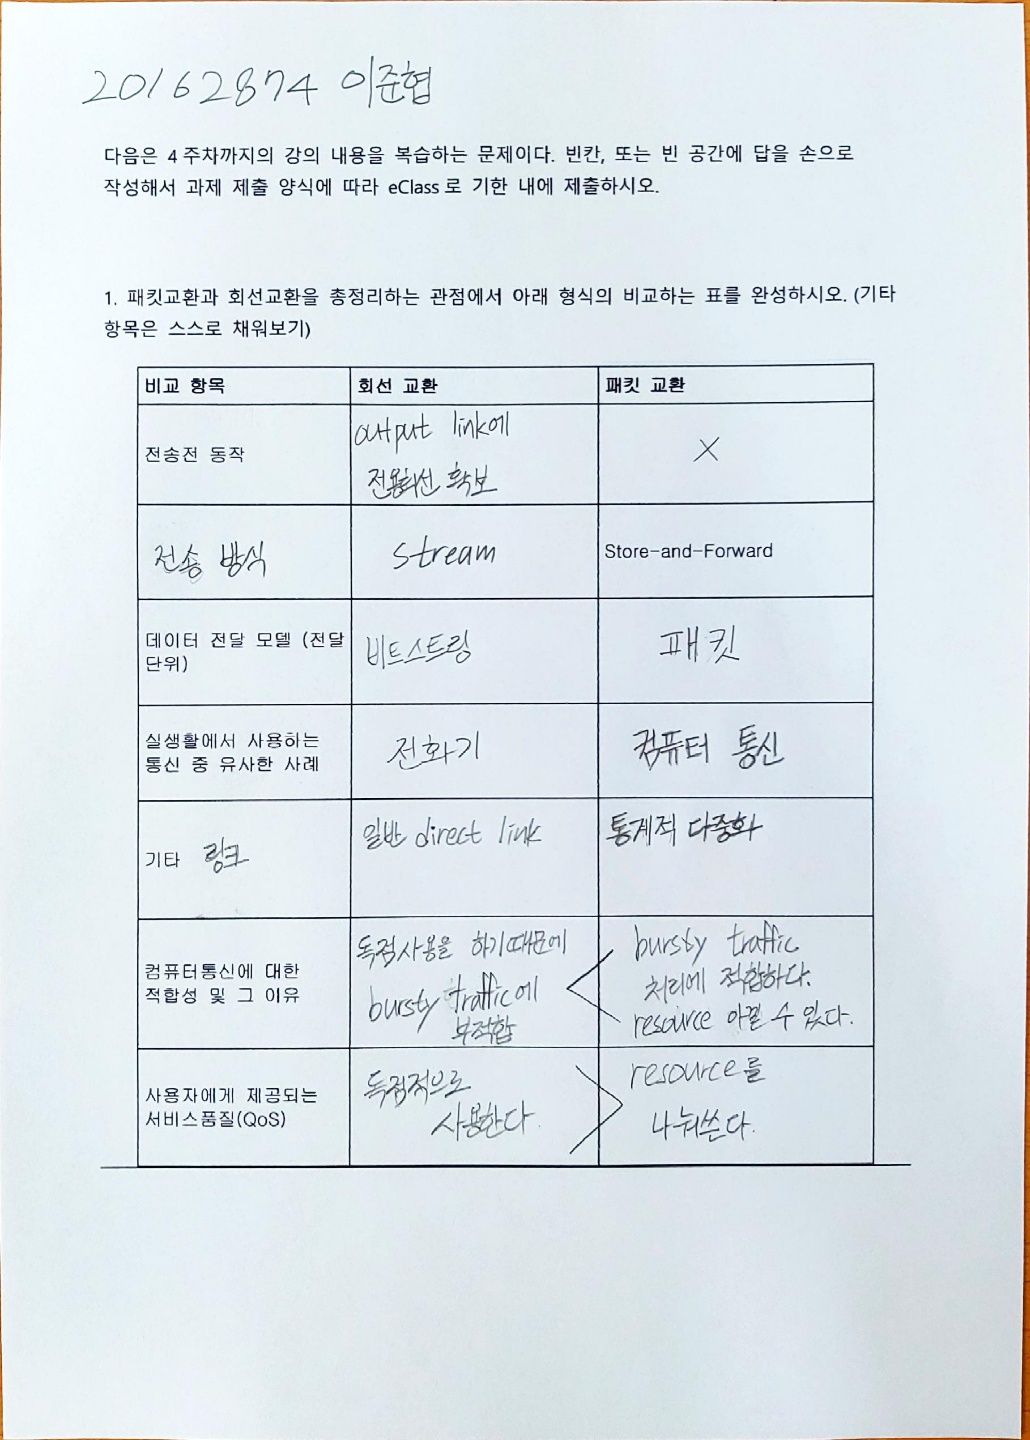 20162874 이준협
다음은 4주차까지의 강의 내용을 복습하는 문제이다. 빈칸, 또는 빈 공간에 답을 손으로
작성해서 과제 제출 양식에 따라 eClass로 기한 내에 제출하시오.
1. 패킷교환과 회선교환을 총정리하는 관점에서 아래 형식의 비교하는 표를 완성하시오. (기타
항목은 스스로 채워보기)
비교 항목 회선 교환 패킷 교환
전송전 동작
output link에
전용회선 확보
X
전송 방식 stream Store-and-Forward
데이터 전달 모델 (전달
단위)
비트스트링
패킷
실생활에서 사용하는
통신 중 유사한 사례
전화기
컴퓨터 통신
기타 링크
일반 direct link
통계적 다중화
컴퓨터통신에 대한
적합성 및 그 이유
독점사용을 하기때문에
bursty traffic에
부적합
<
bursty traffic
처리에 적합하다.
resource 아낄 수 있다.
사용자에게 제공되는
서비스품질(QoS)
독점적으로
사용한다.
>
resource를
나눠쓴다.